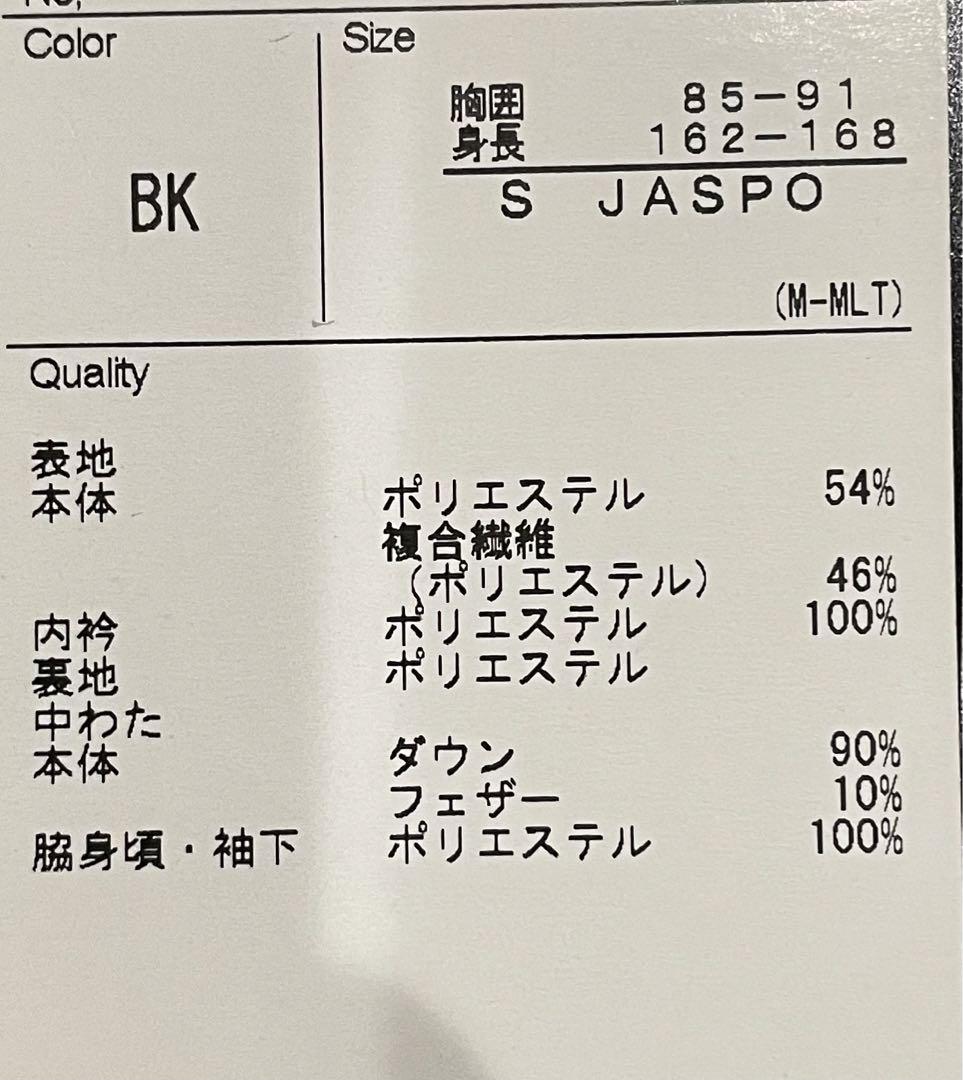 No,
Color Size
胸囲 85-91
身長 162-168
BK
S JASPO
(M-MLT)
Quality
表地
本体 ポリエステル 54%
複合繊維
(ポリエステル) 46%
内衿 ポリエステル 100%
裏地 ポリエステル
中わた
本体 ダウン 90%
フェザー 10%
脇身頃・袖下 ポリエステル 100%